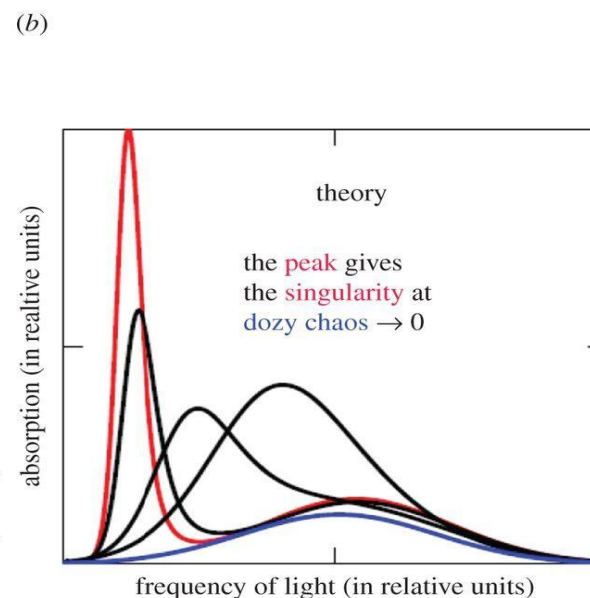 (b)
theory
the peak gives
the singularity at
dozy chaos → 0
absorption (in realtive units)
frequency of light (in relative units)